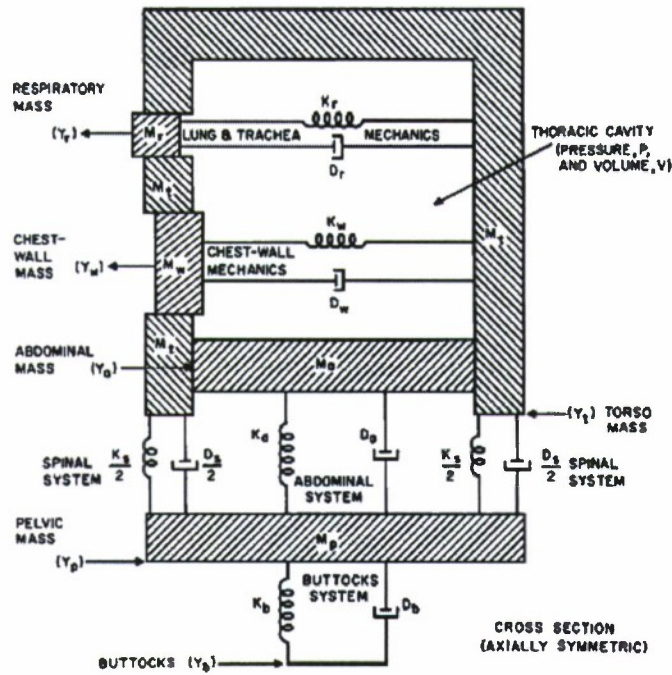 RESPIRATORY
MASS
(Yr)
Mr
Kr
LUNG & TRACHEA
MECHANICS
Dr
THORACIC CAVITY
(PRESSURE, P,
AND VOLUME, V)
Mt
Kw
CHEST-
WALL
MASS
(Yw)
Mw
CHEST-WALL
MECHANICS
Dw
Mt
Mt
ABDOMINAL
MASS
(Ya)
Ma
(Yt)
TORSO
MASS
SPINAL
SYSTEM
Ks
2
Ds
2
Ka
Da
ABDOMINAL
SYSTEM
Ks
2
Ds
2
SPINAL
SYSTEM
PELVIC
MASS
(Yp)
Mp
BUTTOCKS
SYSTEM
Kb
Db
BUTTOCKS (Yb)
CROSS SECTION
(AXIALLY SYMMETRIC)